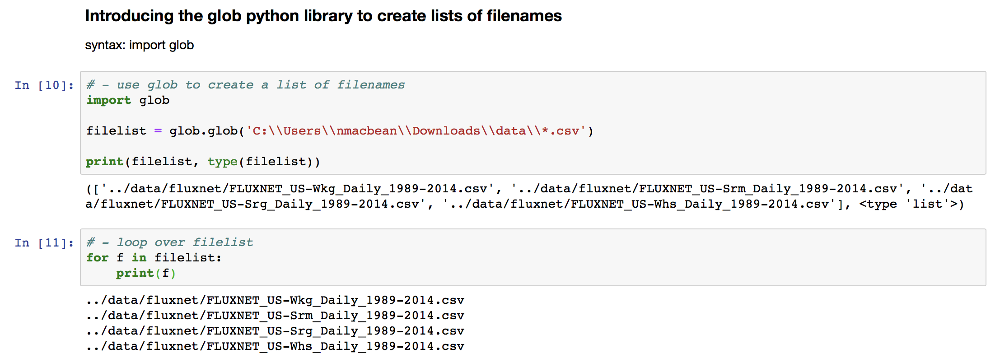 Introducing the glob python library to create lists of filenames
syntax: import glob
In [10]:
# - use glob to create a list of filenames
import glob
filelist = glob.glob('C:\\Users\\nmacbean\\Downloads\\data\\*.csv')
print(filelist, type(filelist))
(['../data/fluxnet/FLUXNET_US-Wkg_Daily_1989-2014.csv', '../data/fluxnet/FLUXNET_US-Srm_Daily_1989-2014.csv', '../dat
a/fluxnet/FLUXNET_US-Srg_Daily_1989-2014.csv', '../data/fluxnet/FLUXNET_US-Whs_Daily_1989-2014.csv'], <type 'list'>)
In [11]:
# - loop over filelist
for f in filelist:
    print(f)
../data/fluxnet/FLUXNET_US-Wkg_Daily_1989-2014.csv
../data/fluxnet/FLUXNET_US-Srm_Daily_1989-2014.csv
../data/fluxnet/FLUXNET_US-Srg_Daily_1989-2014.csv
../data/fluxnet/FLUXNET_US-Whs_Daily_1989-2014.csv